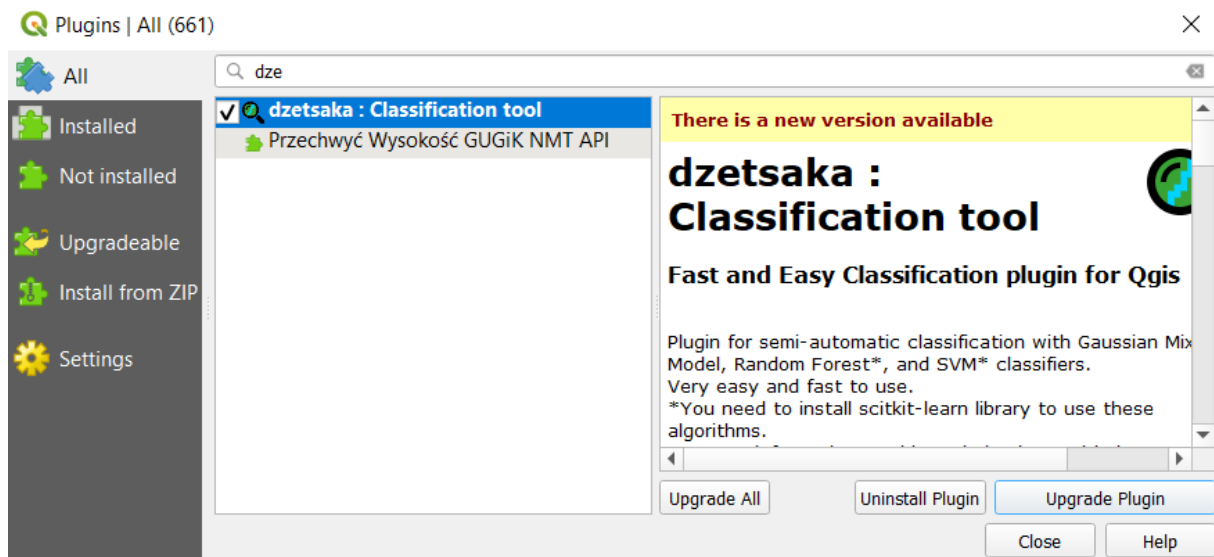 Plugins | All (661)
All
Installed
Not installed
Upgradeable
Install from ZIP
Settings
dze
dzetsaka : Classification tool
Przechwyć Wysokość GUGiK NMT API
There is a new version available
dzetsaka :
Classification tool
Fast and Easy Classification plugin for Qgis
Plugin for semi-automatic classification with Gaussian Mix
Model, Random Forest*, and SVM* classifiers.
Very easy and fast to use.
*You need to install scitkit-learn library to use these
algorithms.
Upgrade All
Uninstall Plugin
Upgrade Plugin
Close
Help